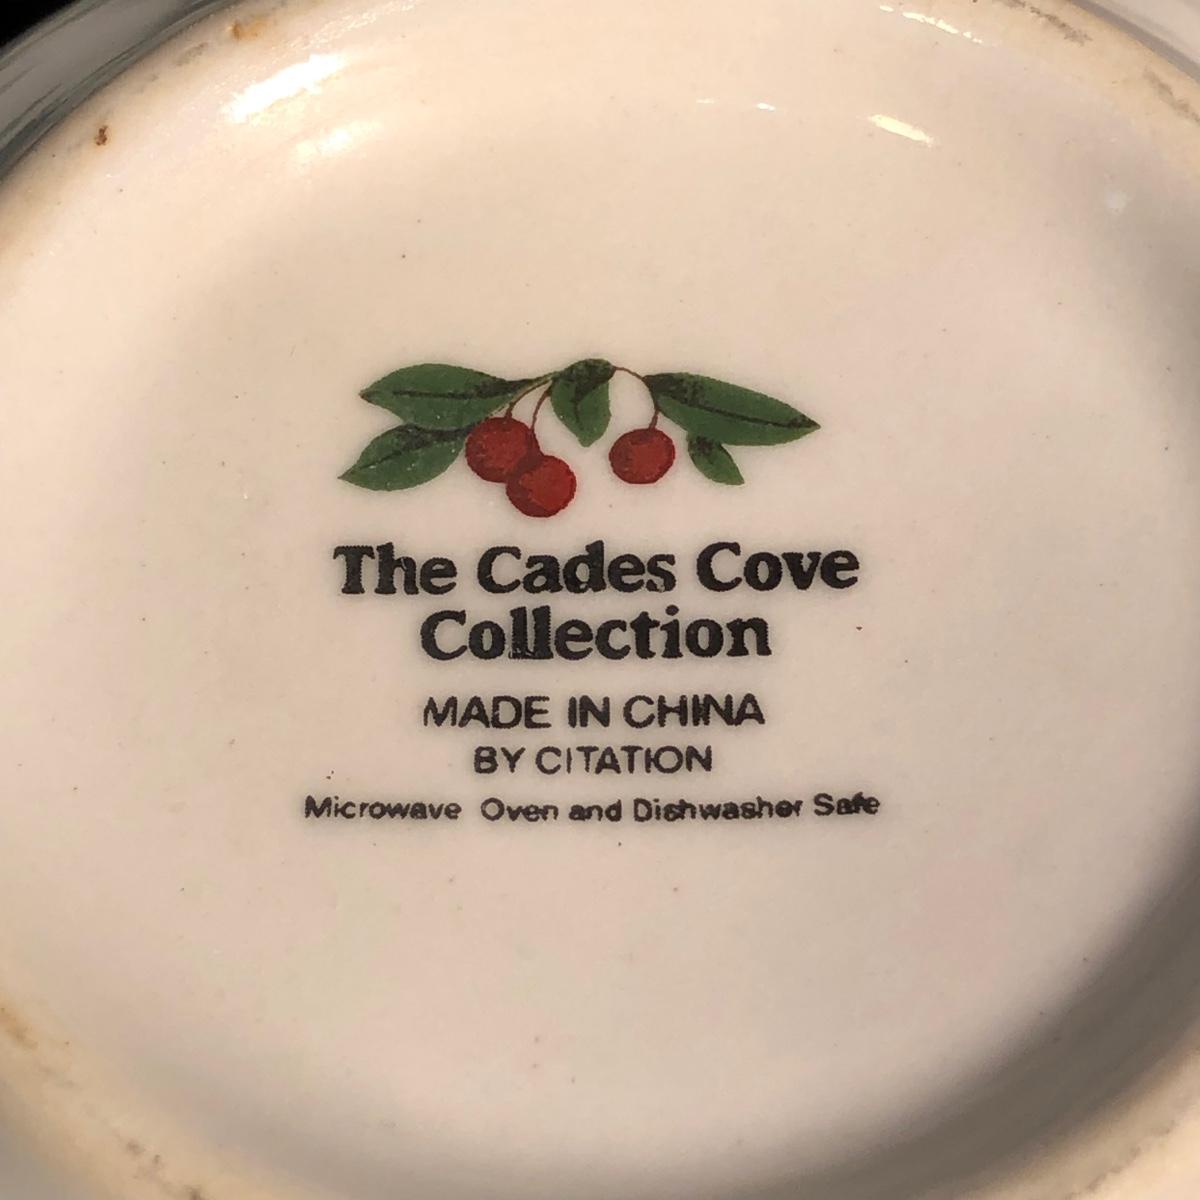 The Cades Cove
Collection
MADE IN CHINA
BY CITATION
Microwave Oven and Dishwasher Safe